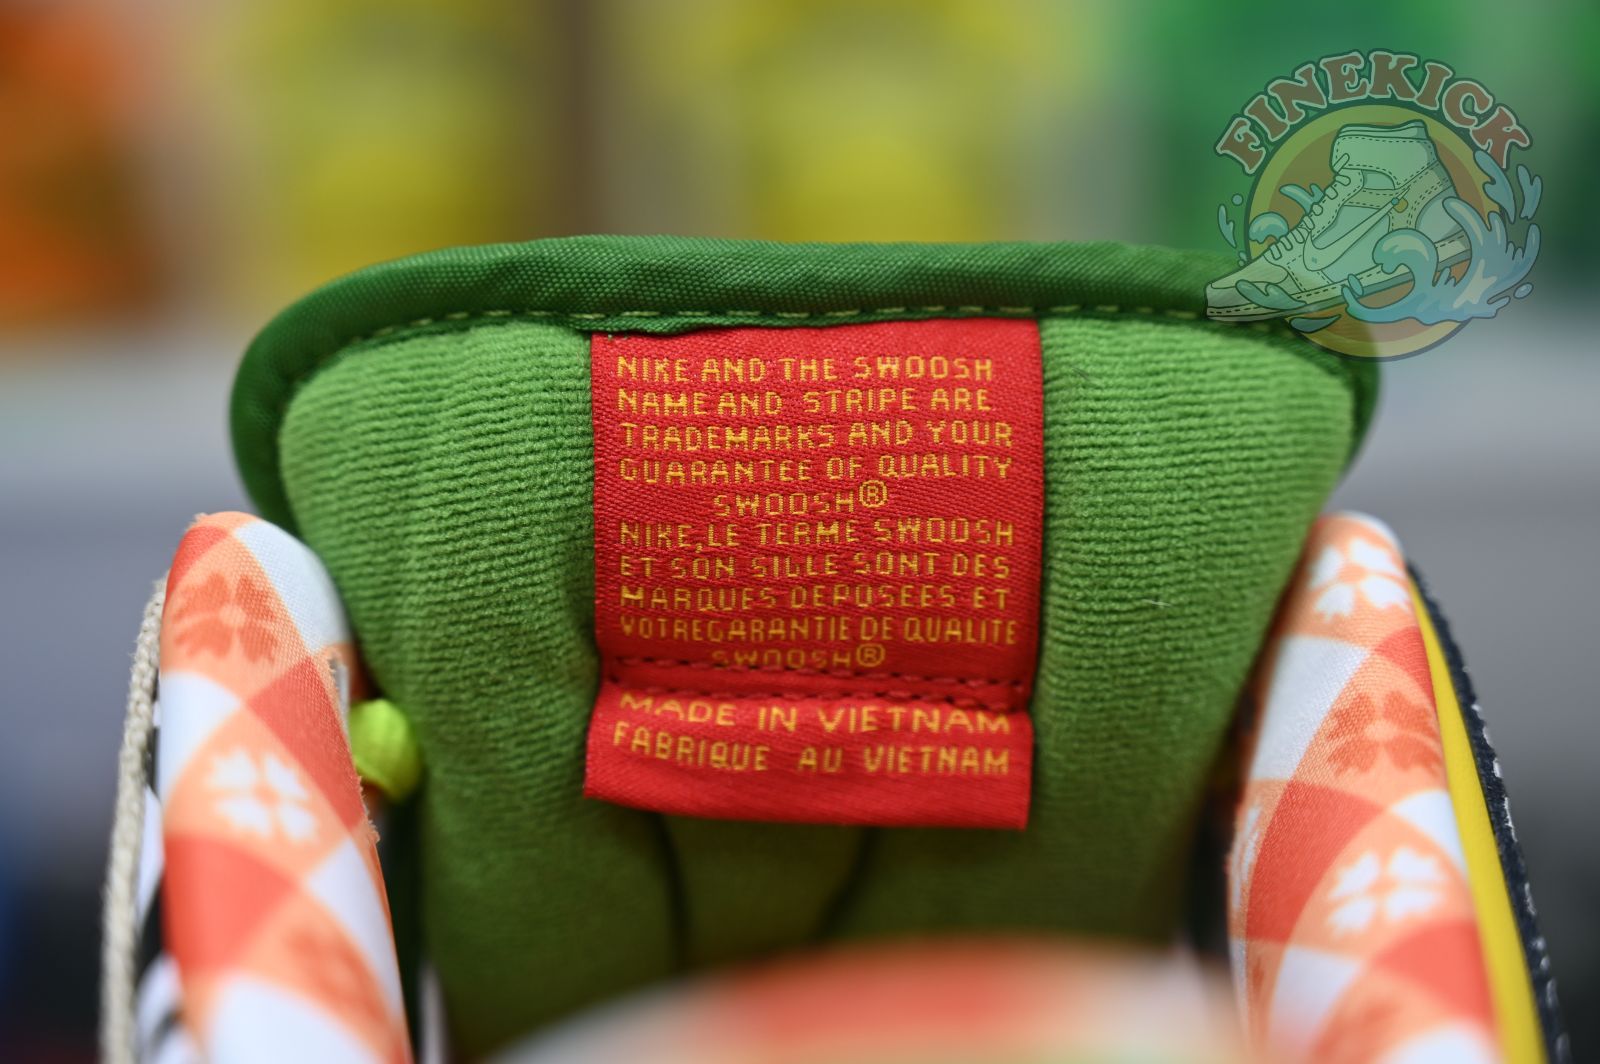 FINEKICK
NIKE AND THE SWOOSH
NAME AND STRIPE ARE
TRADEMARKS AND YOUR
GUARANTEE OF QUALITY
SWOOSH®
NIKE,LE TERME SWOOSH
ET SON SILLE SONT DES
MARQUES DEPOSEES ET
VOTREGARANTIE DE QUALITE
SWOOSH®
MADE IN VIETNAM
FABRIQUE AU VIETNAM